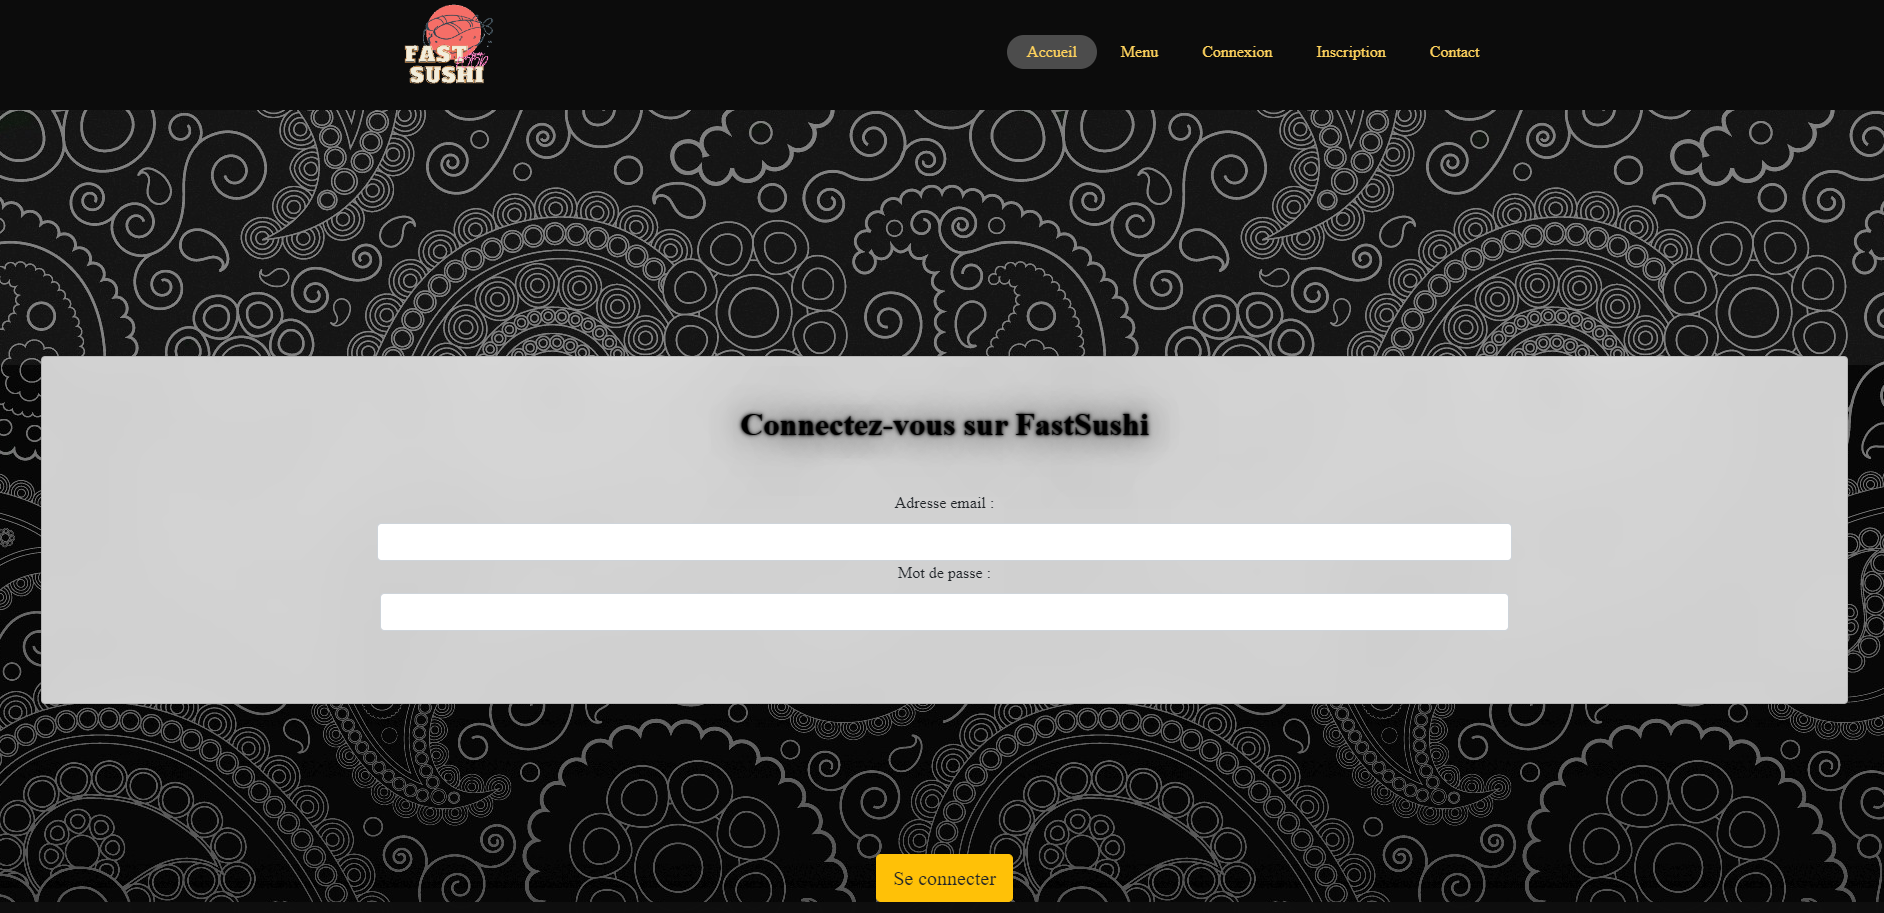 FAST
SUSHI
Accueil Menu Connexion Inscription Contact
Connectez-vous sur FastSushi
Adresse email :
Mot de passe :
Se connecter